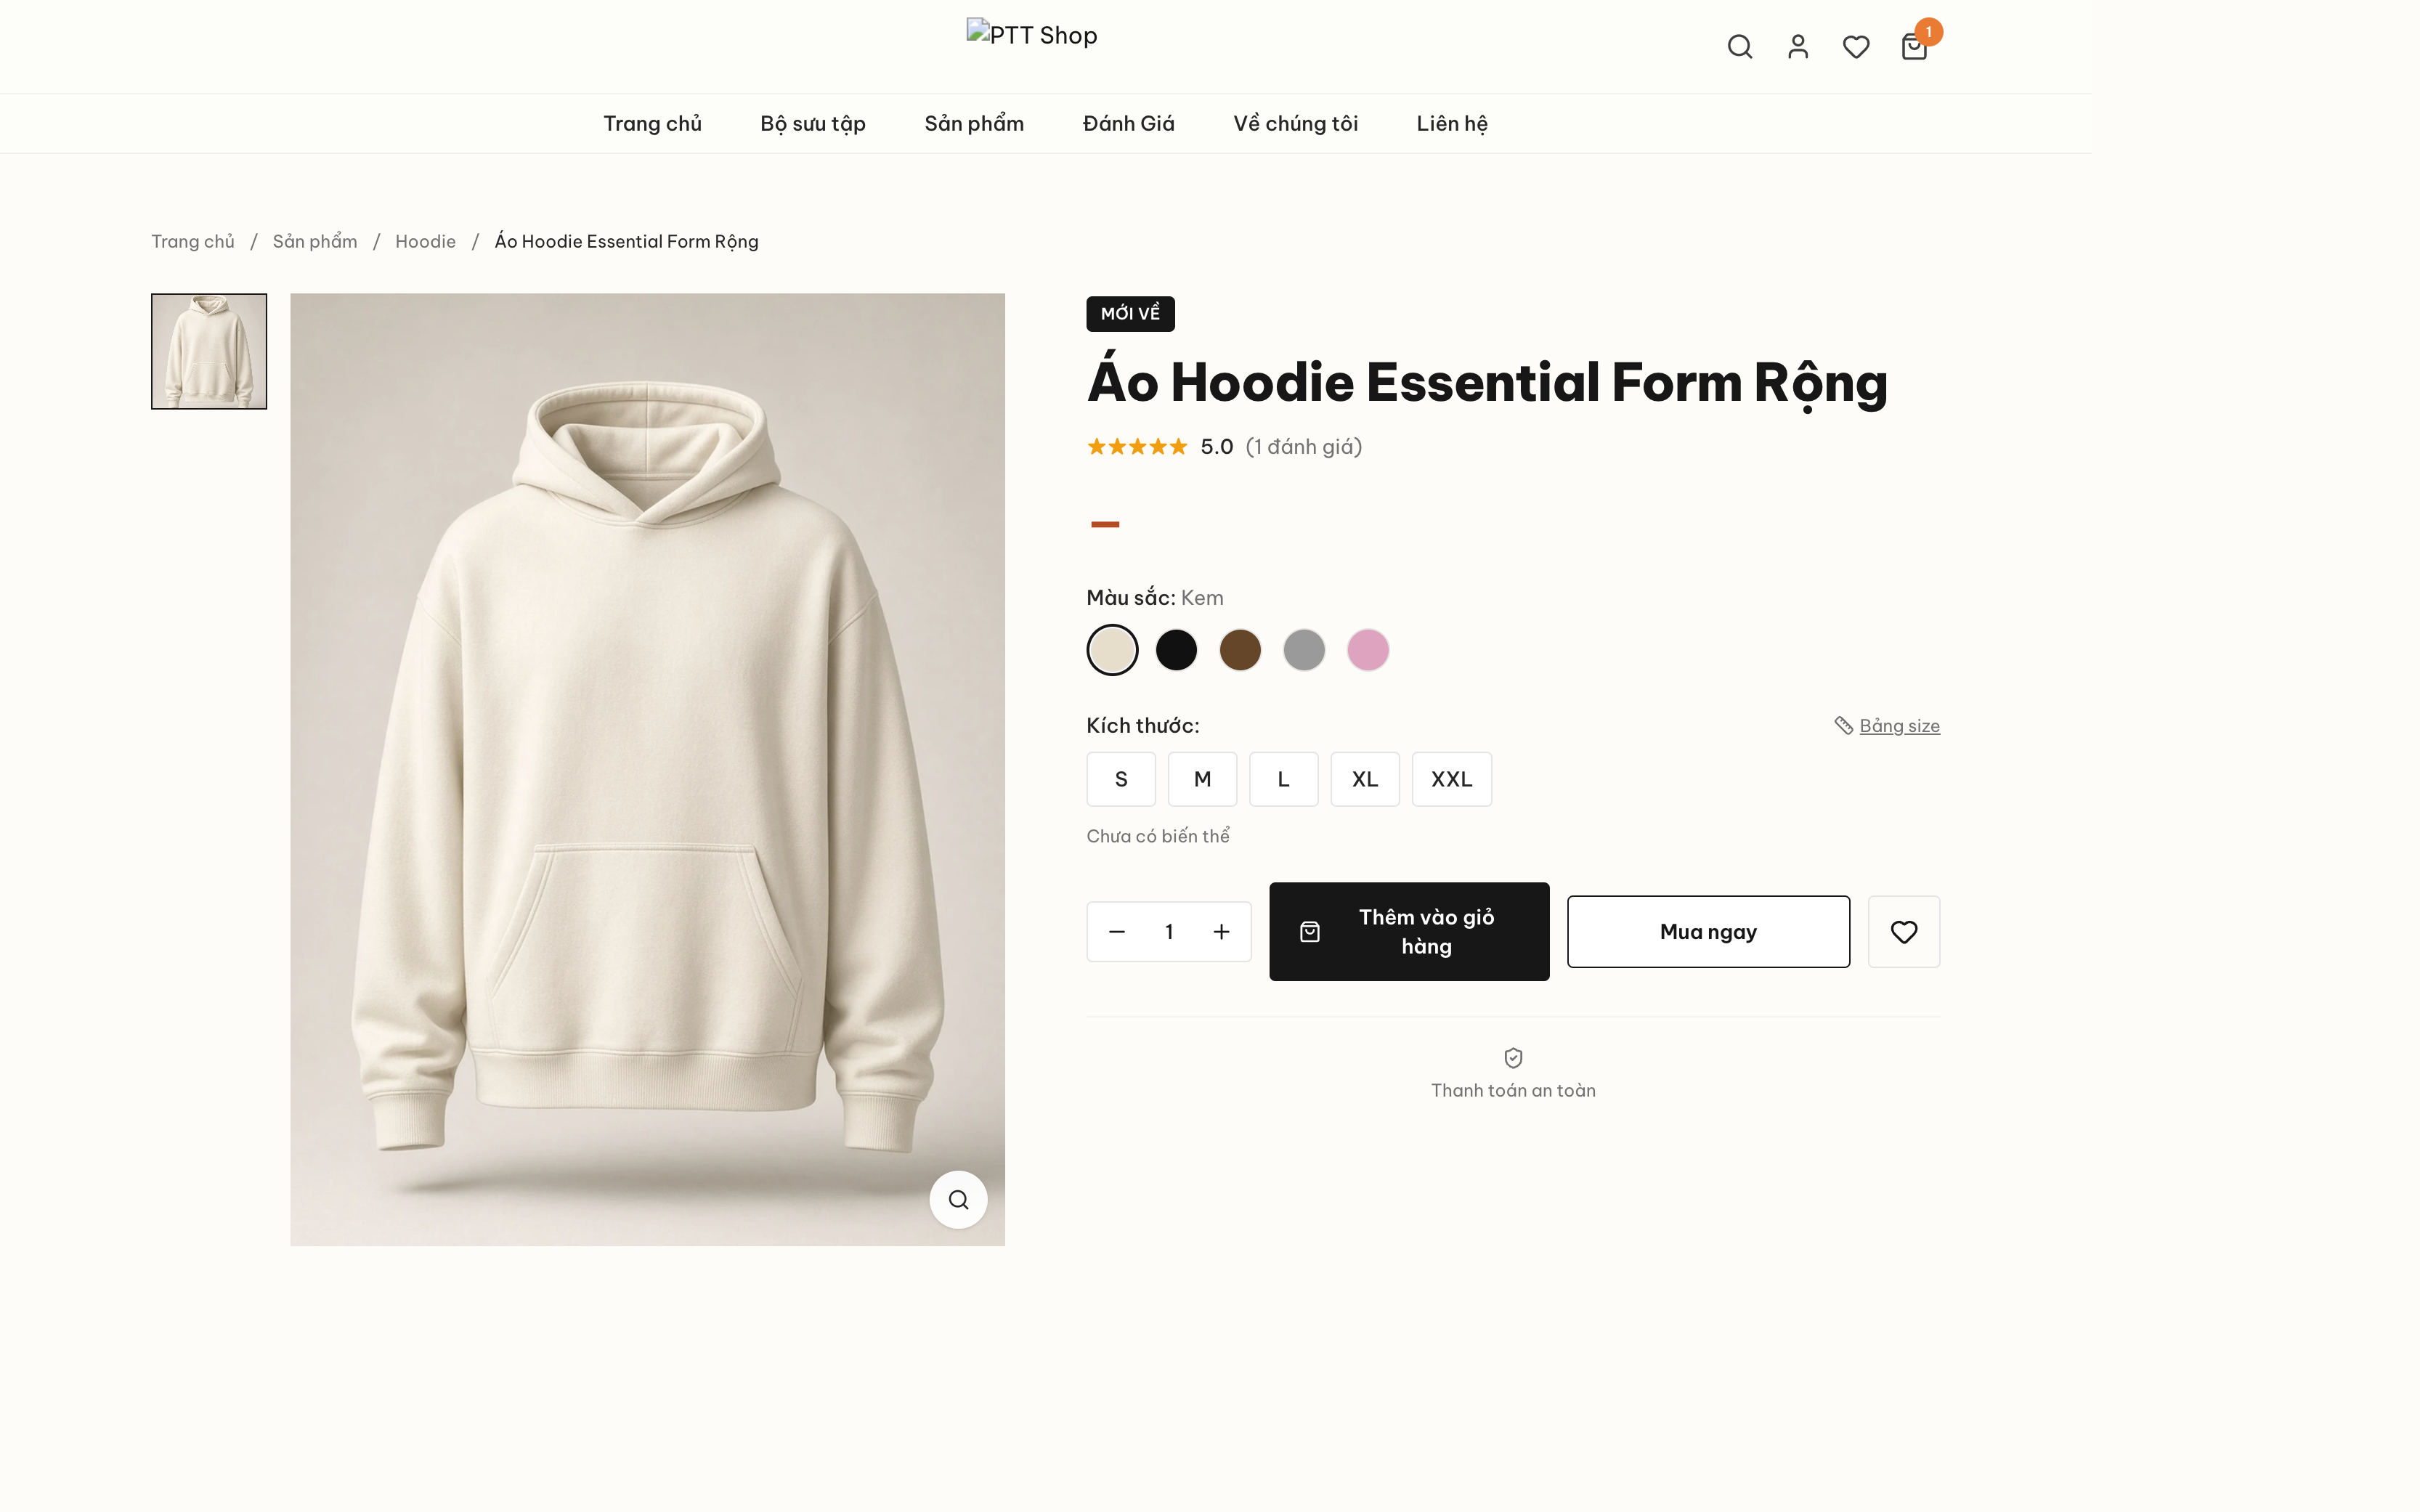 PTT Shop
1
Trang chủ Bộ sưu tập Sản phẩm Đánh Giá Về chúng tôi Liên hệ
Trang chủ / Sản phẩm / Hoodie / Áo Hoodie Essential Form Rộng
MỚI VỀ
Áo Hoodie Essential Form Rộng
5.0 (1 đánh giá)
—
Màu sắc: Kem
Kích thước: Bảng size
S M L XL XXL
Chưa có biến thể
− 1 + Thêm vào giỏ hàng Mua ngay
Thanh toán an toàn